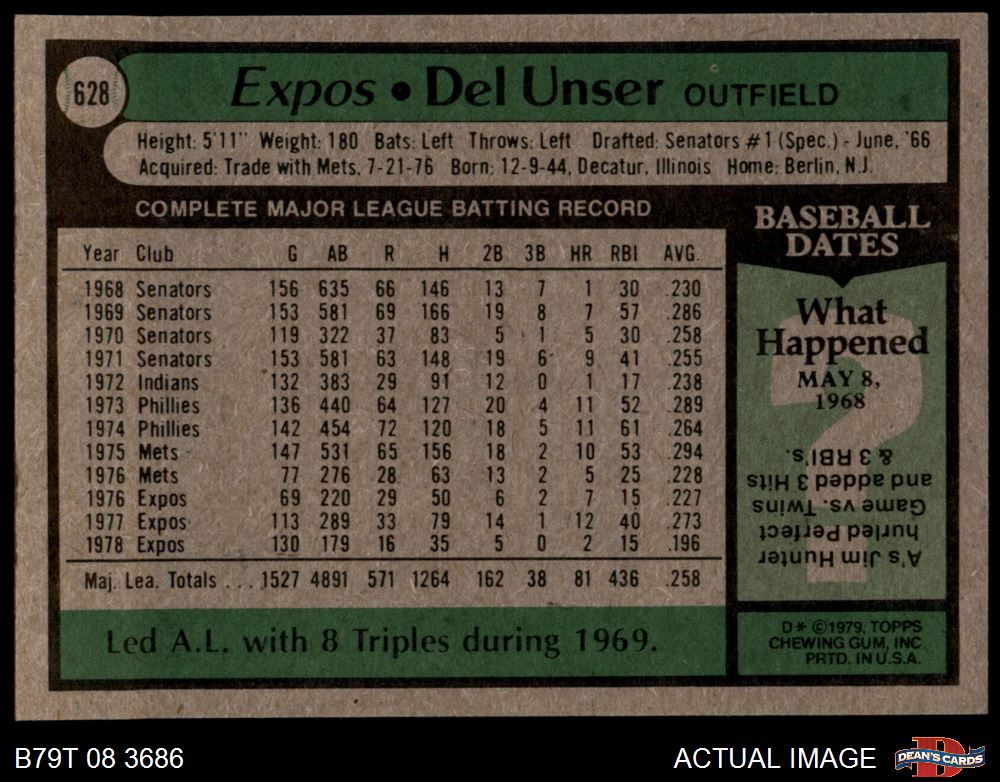 628
Expos • Del Unser OUTFIELD
Height: 5'11" Weight: 180 Bats: Left Throws: Left Drafted: Senators #1 (Spec.) - June, '66
Acquired: Trade with Mets, 7-21-76 Born: 12-9-44, Decatur, Illinois Home: Berlin, N.J.
COMPLETE MAJOR LEAGUE BATTING RECORD
Year Club G AB R H 2B 3B HR RBI AVG.
1968 Senators 156 635 66 146 13 7 1 30 .230
1969 Senators 153 581 69 166 19 8 7 57 .286
1970 Senators 119 322 37 83 5 1 5 30 .258
1971 Senators 153 581 63 148 19 6 9 41 .255
1972 Indians 132 383 29 91 12 0 1 17 .238
1973 Phillies 136 440 64 127 20 4 11 52 .289
1974 Phillies 142 454 72 120 18 5 11 61 .264
1975 Mets 147 531 65 156 18 2 10 53 .294
1976 Mets 77 276 28 63 13 2 5 25 .228
1976 Expos 69 220 29 50 6 2 7 15 .227
1977 Expos 113 289 33 79 14 1 12 40 .273
1978 Expos 130 179 16 35 5 0 2 15 .196
Maj. Lea. Totals . . . 1527 4891 571 1264 162 38 81 436 .258
Led A.L. with 8 Triples during 1969.
BASEBALL
DATES
What
Happened
MAY 8,
1968
?
A's Jim Hunter
hurled Perfect
Game vs. Twins
and added 3 Hits
& 3 RBI's.
D* ©1979, TOPPS
CHEWING GUM, INC
PRTD. IN U.S.A.
B79T 08 3686
ACTUAL IMAGE
D
DEAN'S CARDS